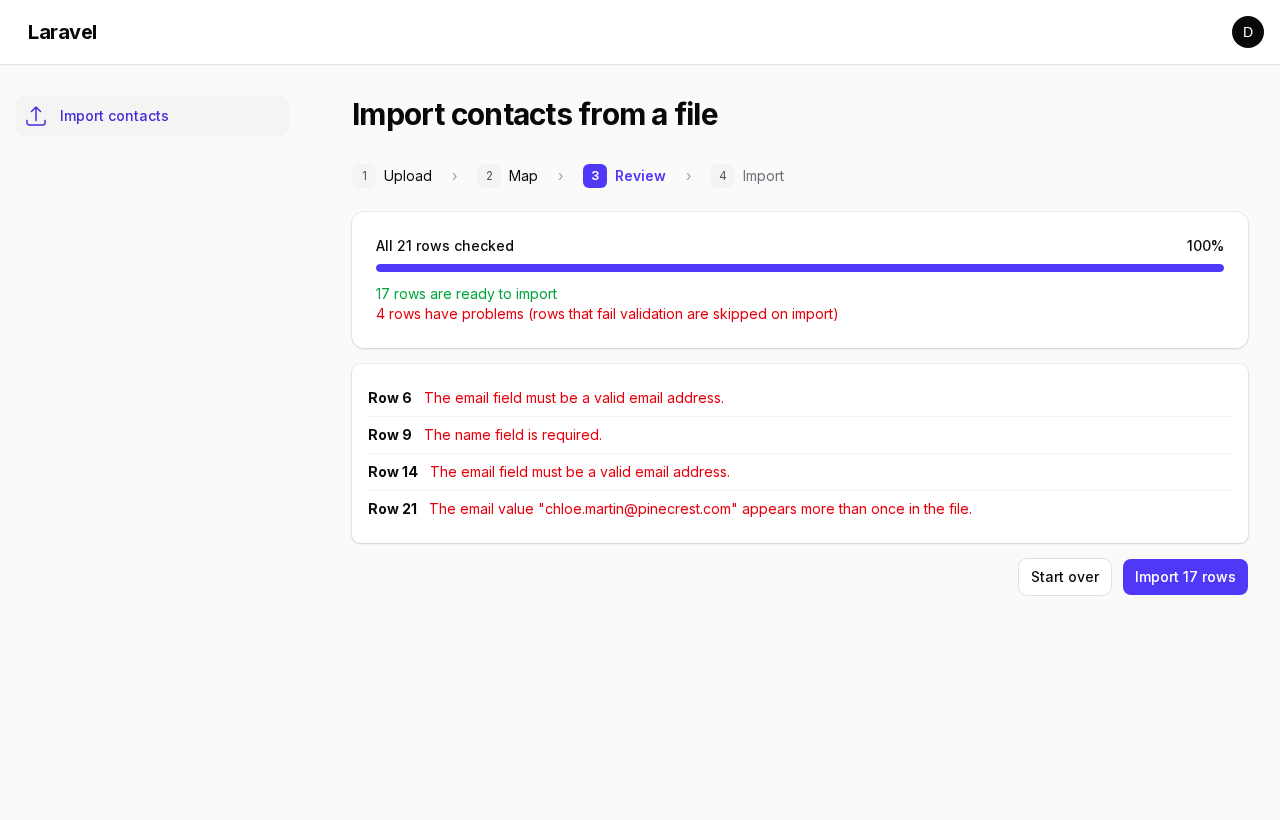 Laravel
D
Import contacts
Import contacts from a file
1 Upload › 2 Map › 3 Review › 4 Import
All 21 rows checked 100%
17 rows are ready to import
4 rows have problems (rows that fail validation are skipped on import)
Row 6 The email field must be a valid email address.
Row 9 The name field is required.
Row 14 The email field must be a valid email address.
Row 21 The email value "chloe.martin@pinecrest.com" appears more than once in the file.
Start over Import 17 rows